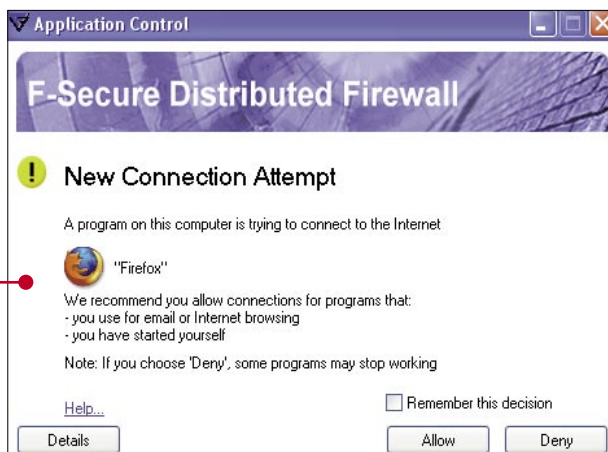 Application Control
F-Secure Distributed Firewall
New Connection Attempt
A program on this computer is trying to connect to the Internet
"Firefox"
We recommend you allow connections for programs that:
- you use for email or Internet browsing
- you have started yourself
Note: If you choose 'Deny', some programs may stop working
Help...
Remember this decision
Details
Allow
Deny